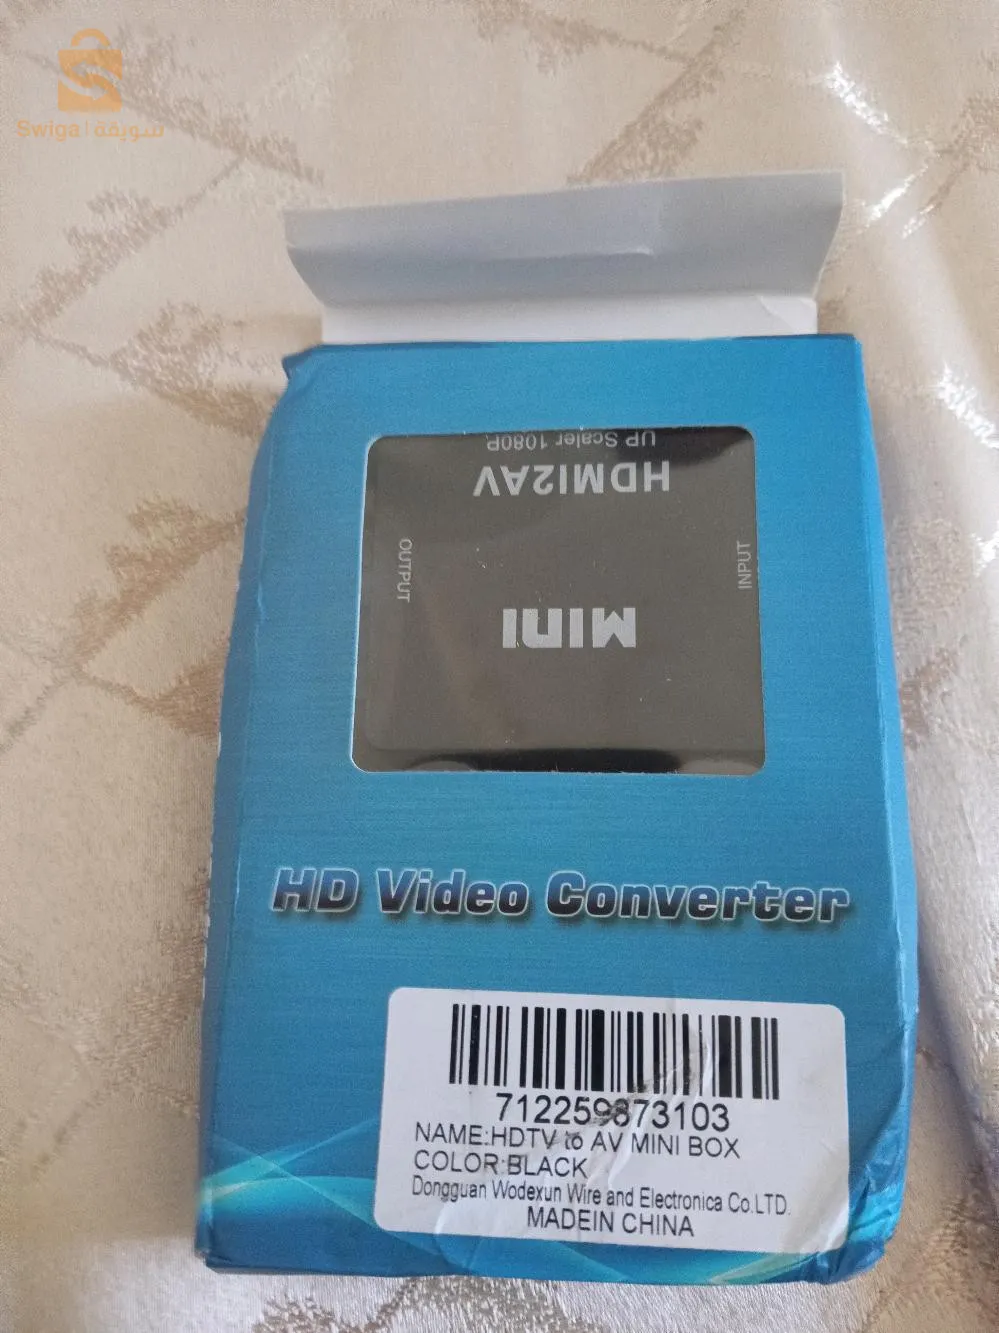 Swiga | سويقة
UP Scaler 1080P
HDMI2AV
OUTPUT
INPUT
MINI
HD Video Converter
712259873103
NAME:HDTV to AV MINI BOX
COLOR:BLACK
Dongguan Wodexun Wire and Electronica Co.LTD.
MADEIN CHINA